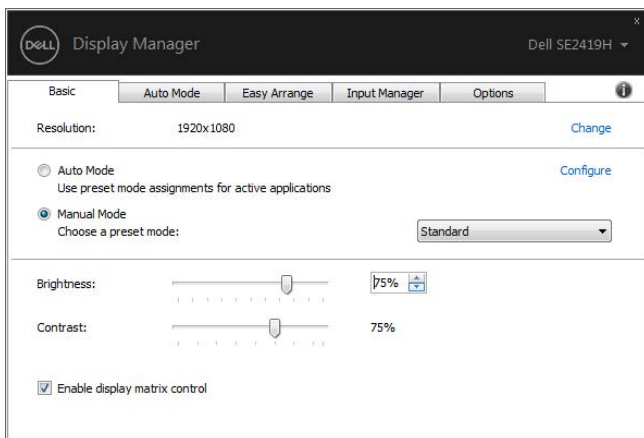 DELL Display Manager Dell SE2419H
x
Basic Auto Mode Easy Arrange Input Manager Options i
Resolution: 1920x1080 Change
Auto Mode Configure
Use preset mode assignments for active applications
Manual Mode
Choose a preset mode: Standard
Brightness: 75%
Contrast: 75%
Enable display matrix control